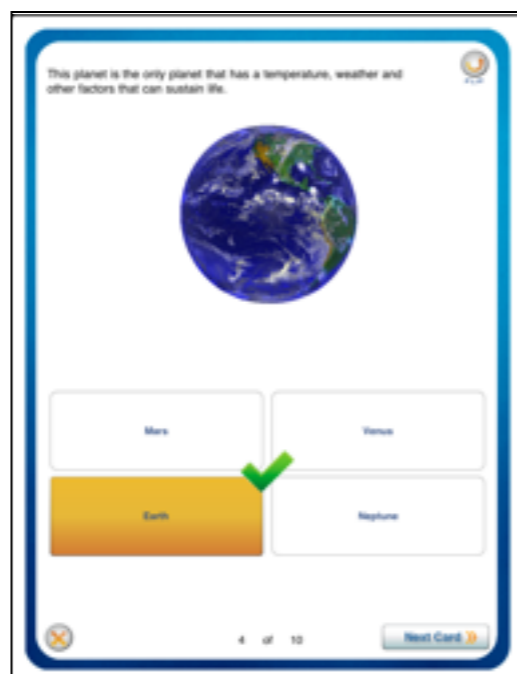 This planet is the only planet that has a temperature, weather and
other factors that can sustain life.
FLIP
Mars
Venus
Earth
Neptune
4 of 10
Next Card